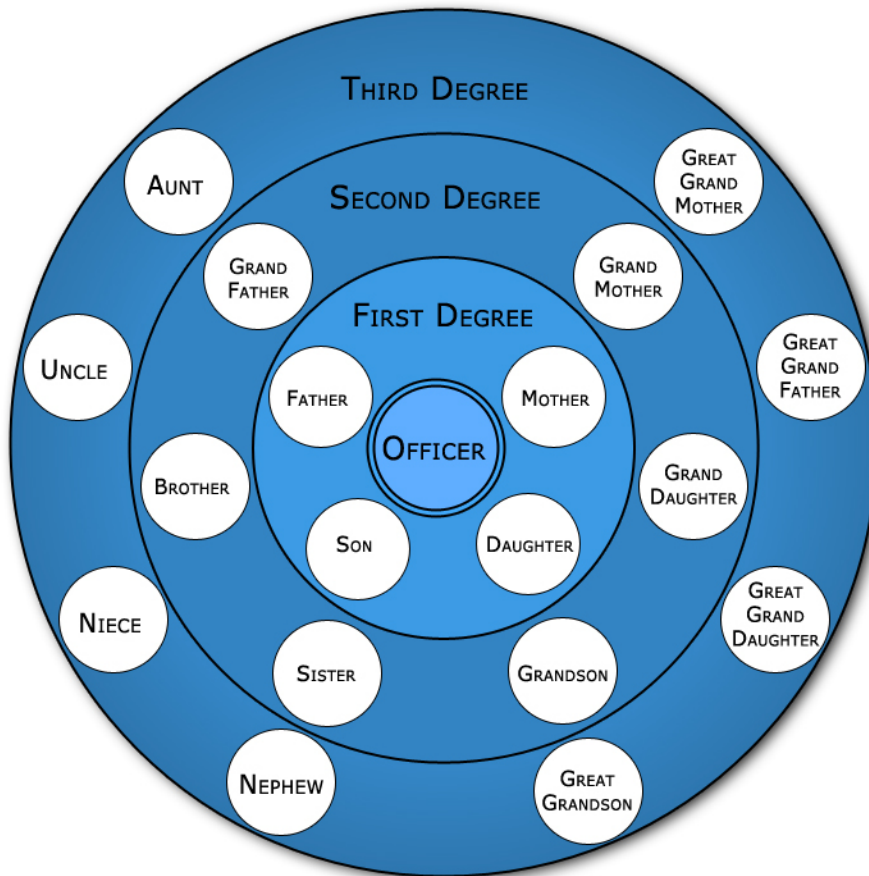 Third Degree
Aunt
Great
Grand
Mother
Second Degree
Grand
Father
Grand
Mother
First Degree
Uncle
Great
Grand
Father
Father
Mother
Officer
Brother
Grand
Daughter
Son
Daughter
Niece
Great
Grand
Daughter
Sister
Grandson
Nephew
Great
Grandson